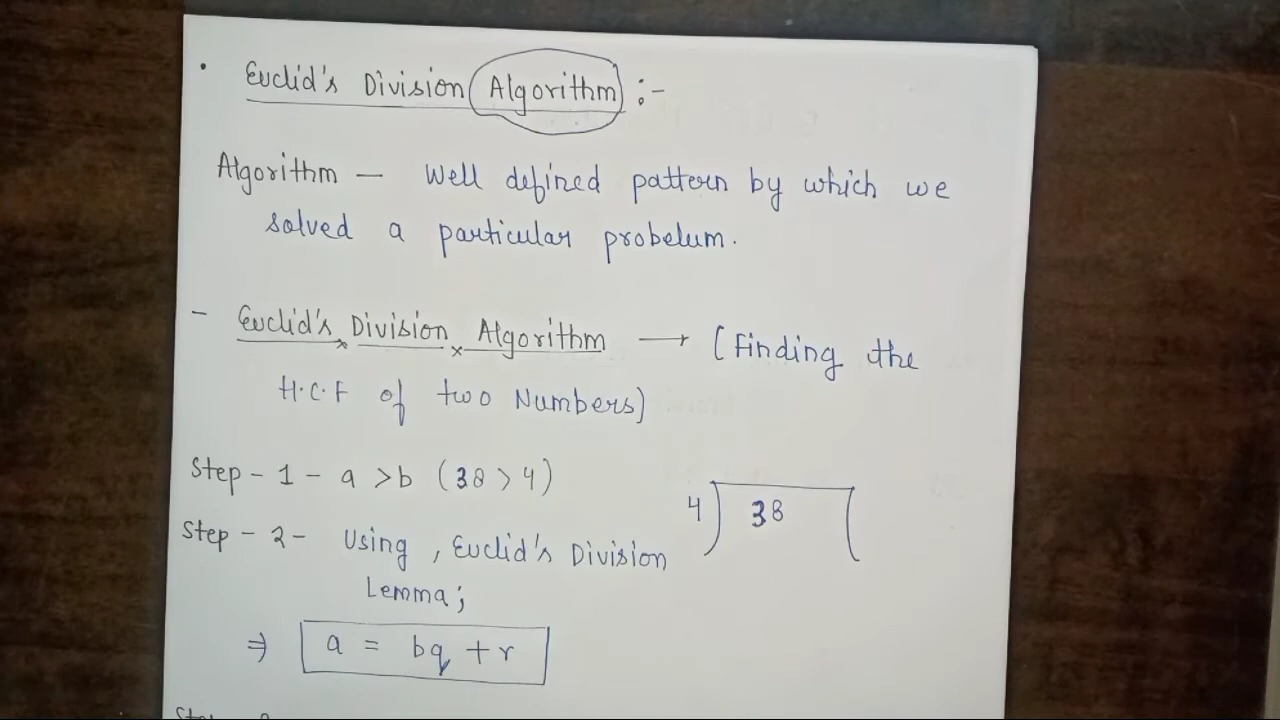 • Euclid's Division Algorithm :-
Algorithm — Well defined pattern by which we
solved a particular probelum.
- Euclid's Division Algorithm → (Finding the
H.C.F of two Numbers)
Step - 1 - a > b (38 > 4)
4 ) 38 (
Step - 2 - Using, Euclid's Division
Lemma;
⇒ a = bq + r